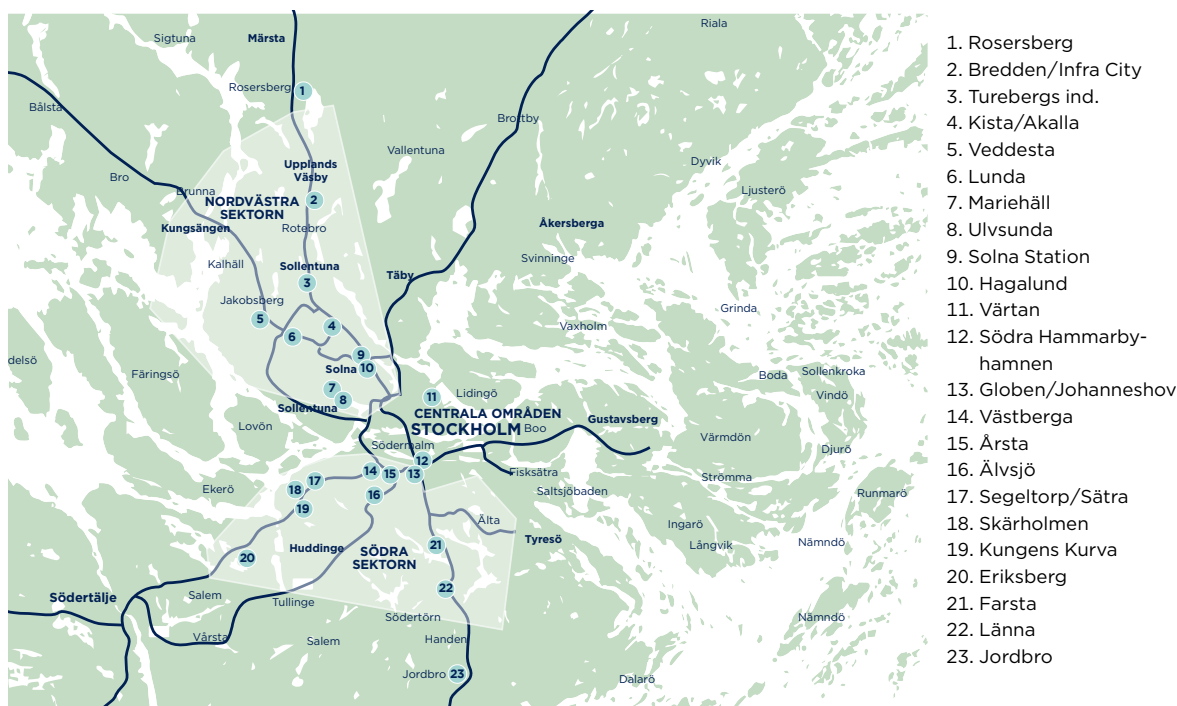 Riala
Sigtuna
Märsta
Rosersberg
1
Bålsta
Brottby
Vallentuna
Dyvik
Upplands
Väsby
Bro
Brunna
Ljusterö
NORDVÄSTRA
SEKTORN
2
Kungsängen
Rotebro
Åkersberga
Svinninge
Kalhäll
Sollentuna
Täby
3
Jakobsberg
Grinda
5
4
Vaxholm
6
9
delsö
Solna
10
Färingsö
Boda
Sollenkroka
7
8
11
Lidingö
Vindö
Sollentuna
CENTRALA OMRÅDEN
STOCKHOLM
Boo
Gustavsberg
Lovön
Värmdön
Södermalm
Djurö
12
14
15
13
Fisksätra
Strömma
17
18
16
Ekerö
Saltsjöbaden
Runmarö
19
Älta
Ingarö
Tyresö
Långvik
Nämndö
20
Huddinge
SÖDRA
SEKTORN
21
22
Södertälje
Salem
Tullinge
Södertörn
Nämndö
Vårsta
Salem
Handen
Jordbro
23
Dalarö
1. Rosersberg
2. Bredden/Infra City
3. Turebergs ind.
4. Kista/Akalla
5. Veddesta
6. Lunda
7. Mariehäll
8. Ulvsunda
9. Solna Station
10. Hagalund
11. Värtan
12. Södra Hammarby-
hamnen
13. Globen/Johanneshov
14. Västberga
15. Årsta
16. Älvsjö
17. Segeltorp/Sätra
18. Skärholmen
19. Kungens Kurva
20. Eriksberg
21. Farsta
22. Länna
23. Jordbro